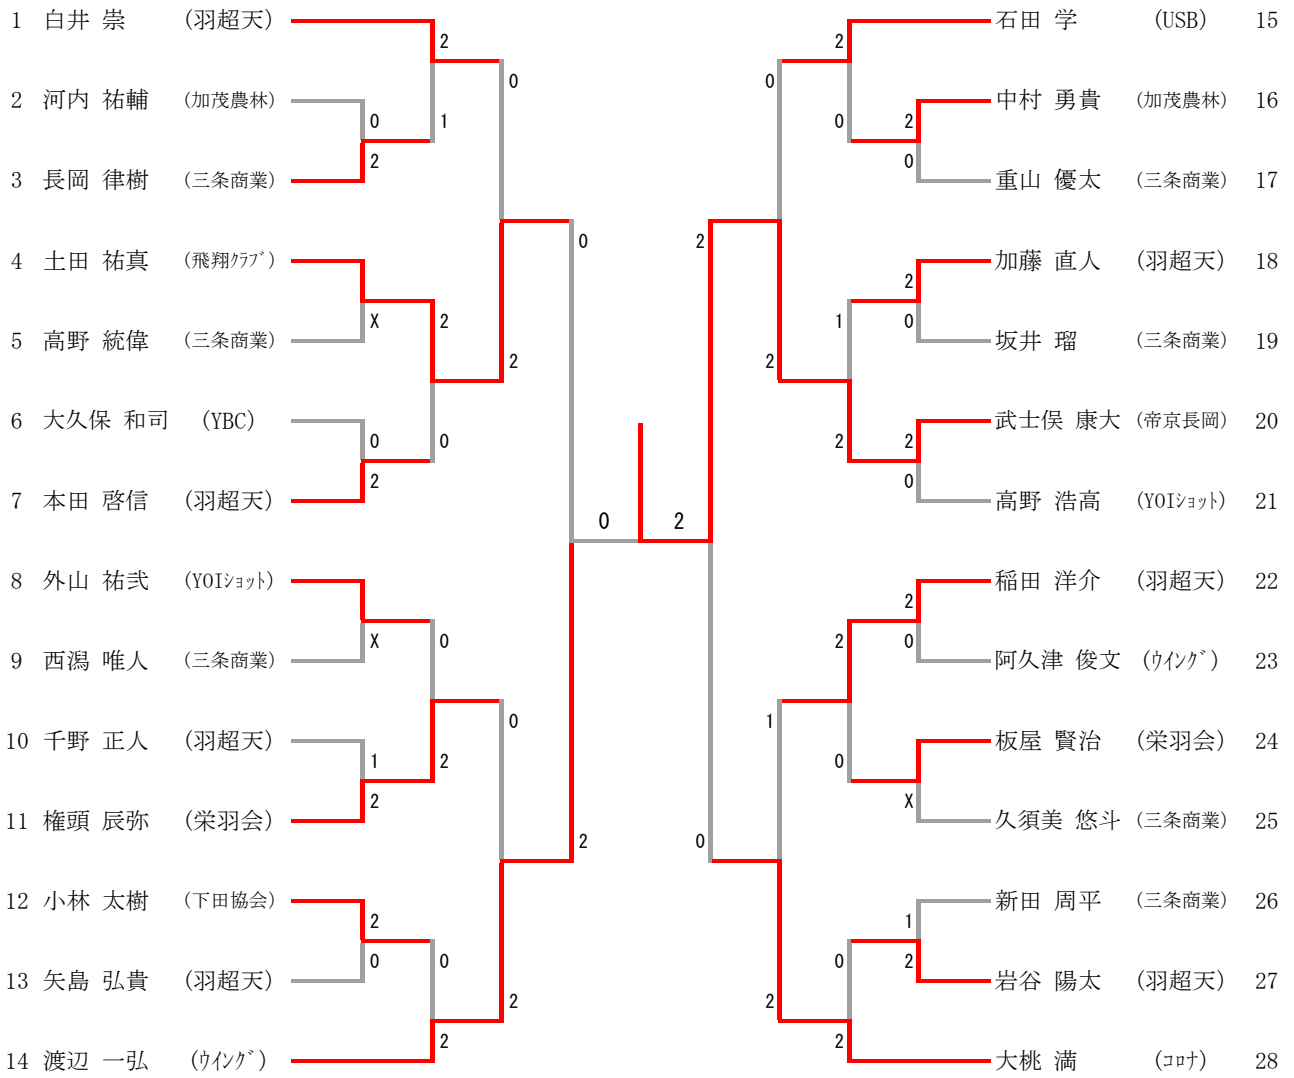 1 白井 崇 (羽超天)
2 河内 祐輔 (加茂農林)
3 長岡 律樹 (三条商業)
4 土田 祐真 (飛翔ｸﾗﾌﾞ)
5 高野 統偉 (三条商業)
6 大久保 和司 (YBC)
7 本田 啓信 (羽超天)
8 外山 祐弐 (YOIｼｮｯﾄ)
9 西潟 唯人 (三条商業)
10 千野 正人 (羽超天)
11 権頭 辰弥 (栄羽会)
12 小林 太樹 (下田協会)
13 矢島 弘貴 (羽超天)
14 渡辺 一弘 (ｳｲﾝｸﾞ)
0
2
X
0
2
X
1
2
2
0
2
1
2
0
0
2
0
2
0
2
0
2
0
2
0
2
2
0
0
2
1
2
2
0
1
2
2
0
0
2
2
0
2
0
2
0
2
0
X
1
2
石田 学 (USB) 15
中村 勇貴 (加茂農林) 16
重山 優太 (三条商業) 17
加藤 直人 (羽超天) 18
坂井 瑠 (三条商業) 19
武士俣 康大 (帝京長岡) 20
高野 浩高 (YOIｼｮｯﾄ) 21
稲田 洋介 (羽超天) 22
阿久津 俊文 (ｳｲﾝｸﾞ) 23
板屋 賢治 (栄羽会) 24
久須美 悠斗 (三条商業) 25
新田 周平 (三条商業) 26
岩谷 陽太 (羽超天) 27
大桃 満 (ｺﾛﾅ) 28